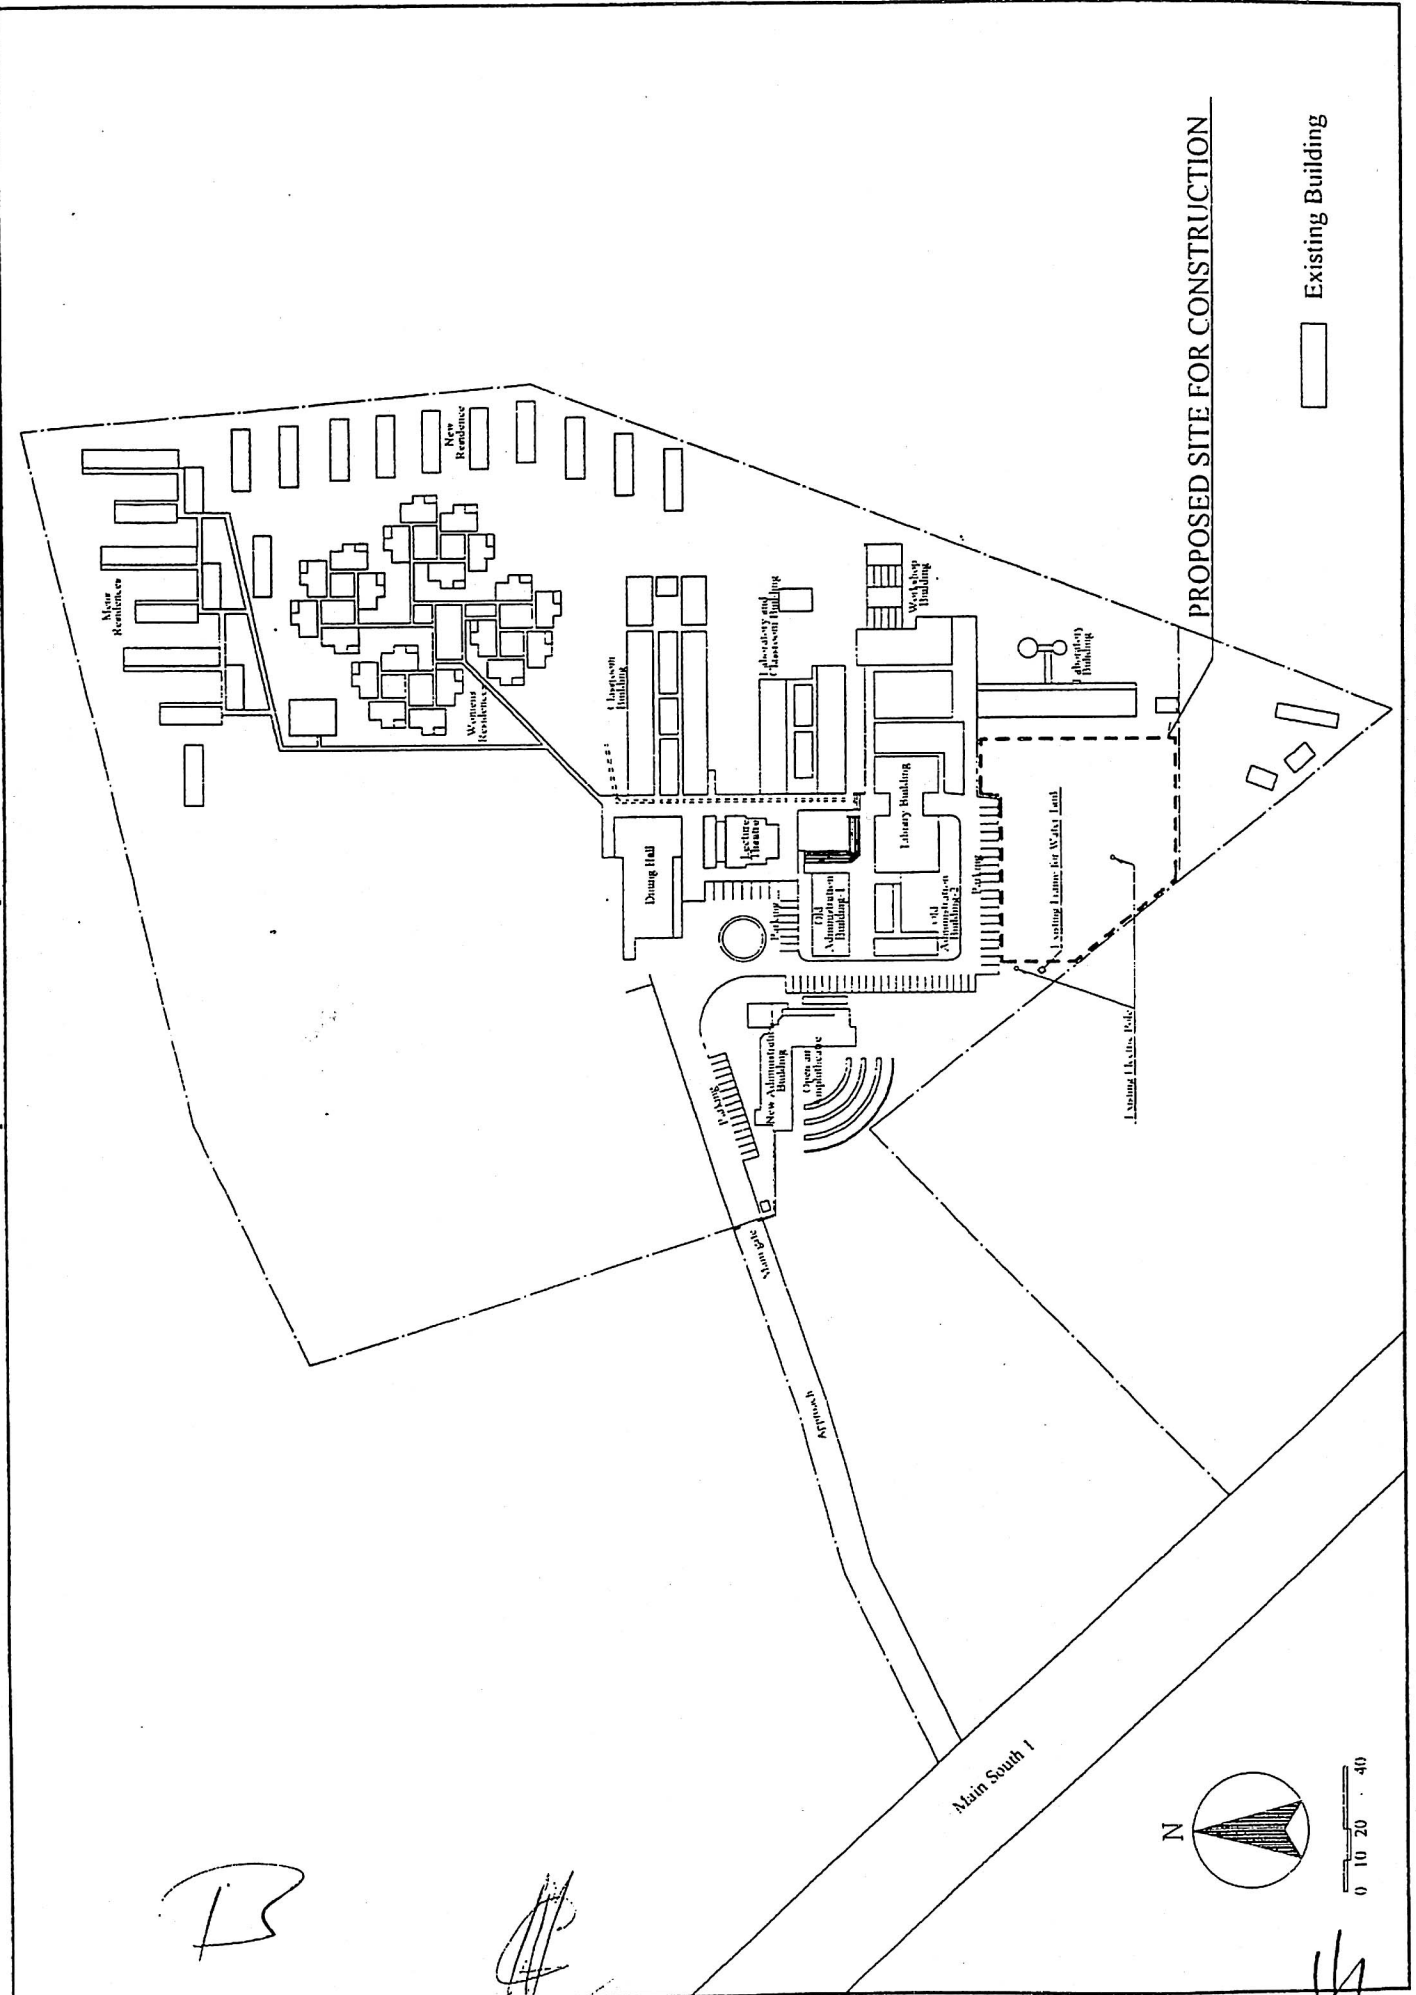 PROPOSED SITE FOR CONSTRUCTION
Existing Building
New
Residence
Mens
Residences
Womens
Residences
Classroom
Building
Laboratory and
Classroom Building
Workshop
Building
Laboratory
Building
Dining Hall
Lecture
Theatre
Library Building
Parking
Old
Administration
Building-1
Old
Administration
Building-2
Parking
Existing Frame for Water Tank
Existing Electric Pole
New Administration
Building
Open air
Amphitheatre
Parking
Main gate
Approach
Main South 1
N
0 10 20 40